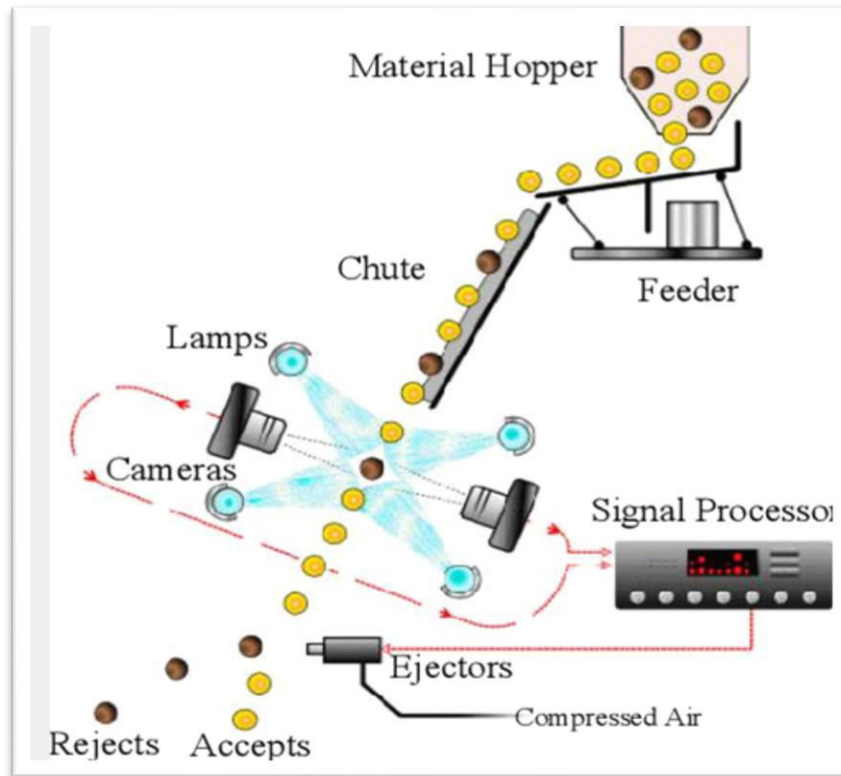 Material Hopper
Chute
Feeder
Lamps
Cameras
Signal Processor
Ejectors
Compressed Air
Rejects
Accepts